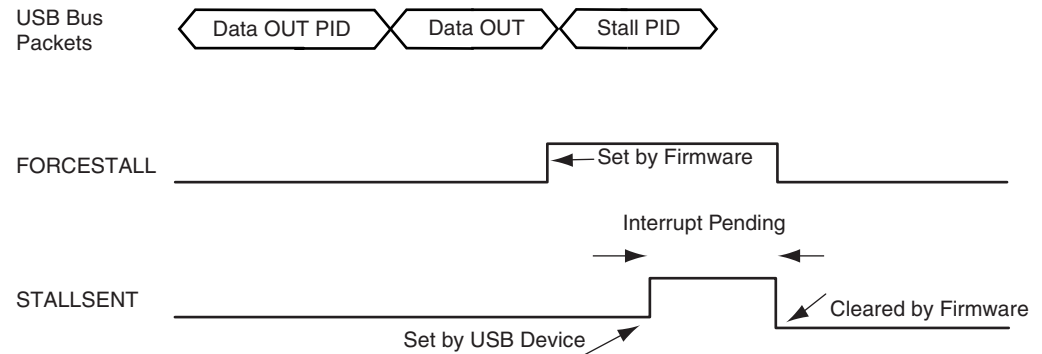 USB Bus
Packets
Data OUT PID
Data OUT
Stall PID
FORCESTALL
Set by Firmware
Interrupt Pending
STALLSENT
Cleared by Firmware
Set by USB Device